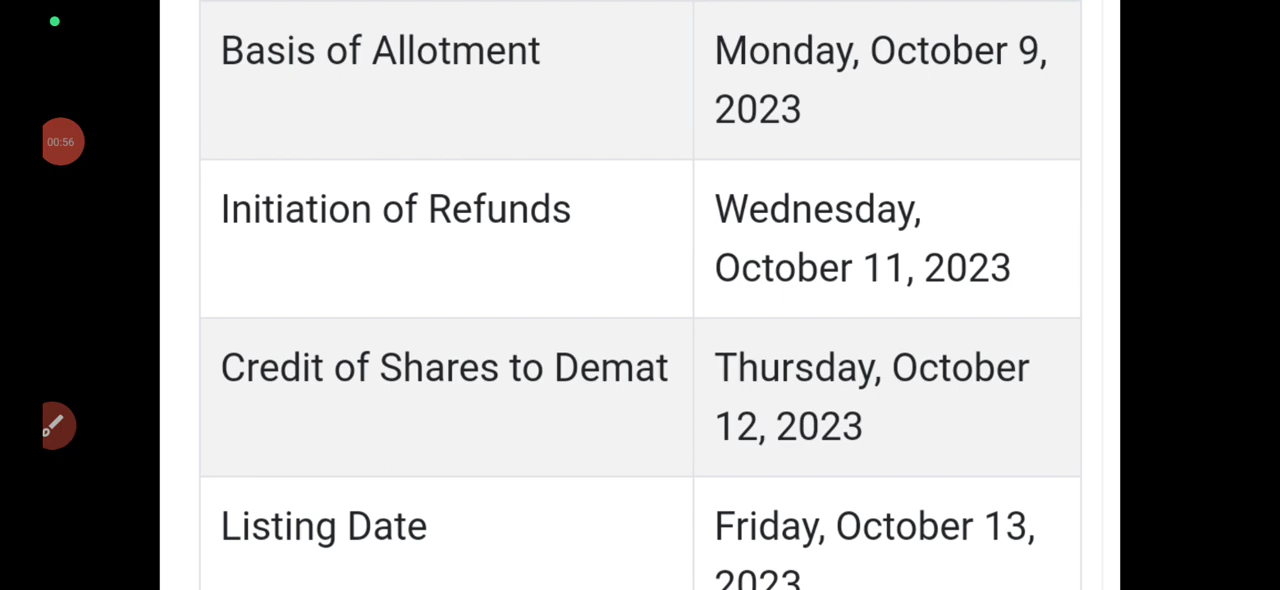 Basis of Allotment
Monday, October 9,
2023
00:56
Initiation of Refunds
Wednesday,
October 11, 2023
Credit of Shares to Demat
Thursday, October
12, 2023
Listing Date
Friday, October 13,
2023